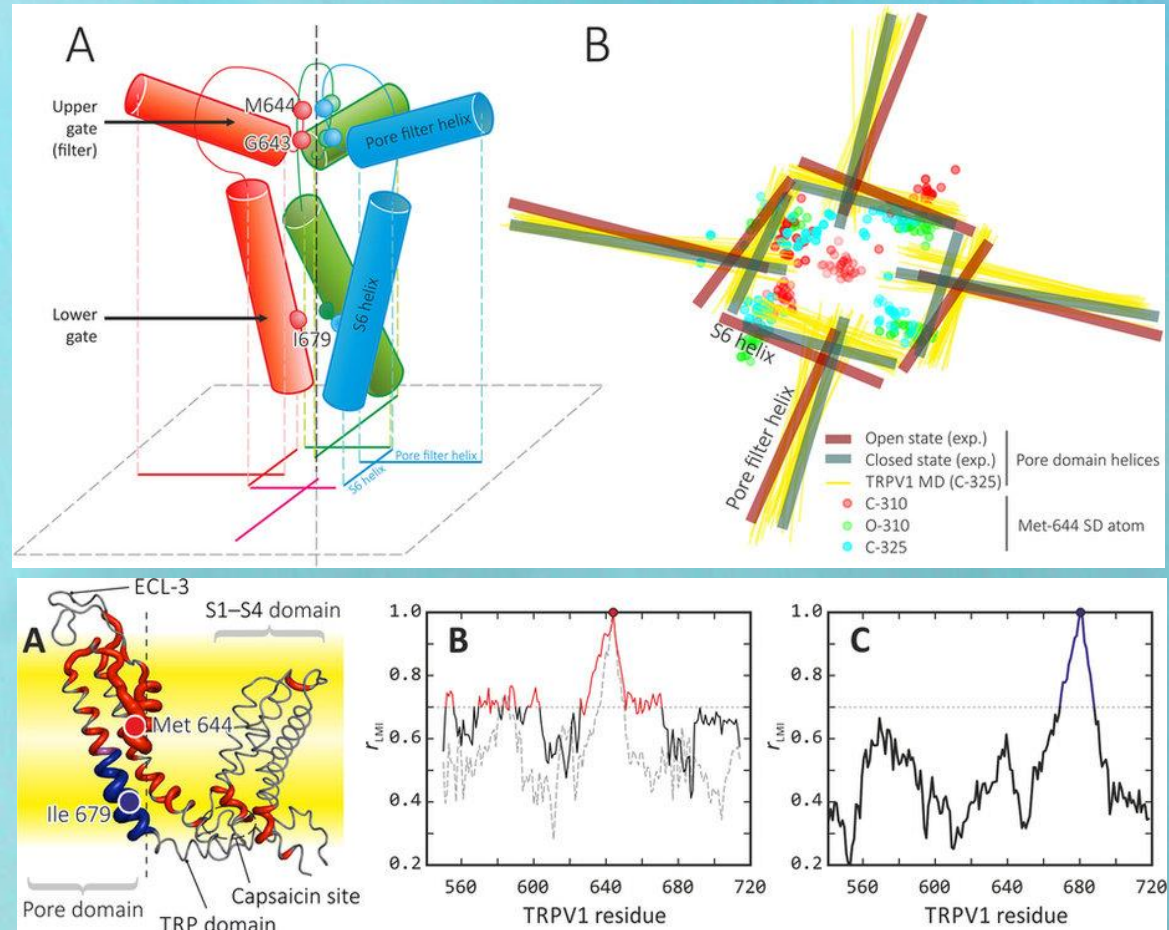 A
Upper
gate
(filter)
M644
G643
Pore filter helix
Lower
gate
I679
S6 helix
Pore filter helix
S6 helix
B
S6 helix
Pore filter helix
Open state (exp.)
Closed state (exp.)
TRPV1 MD (C-325)
Pore domain helices
C-310
O-310
C-325
Met-644 SD atom
A
ECL-3
S1–S4 domain
Met 644
Ile 679
Capsaicin site
Pore domain
TRP domain
B
1.0
0.8
rLMI
0.6
0.4
0.2
560 600 640 680 720
TRPV1 residue
C
1.0
0.8
rLMI
0.6
0.4
0.2
560 600 640 680 720
TRPV1 residue